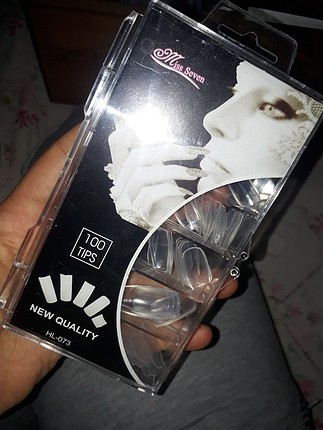 Miss Seven
100
TIPS
NEW QUALITY
HL-073